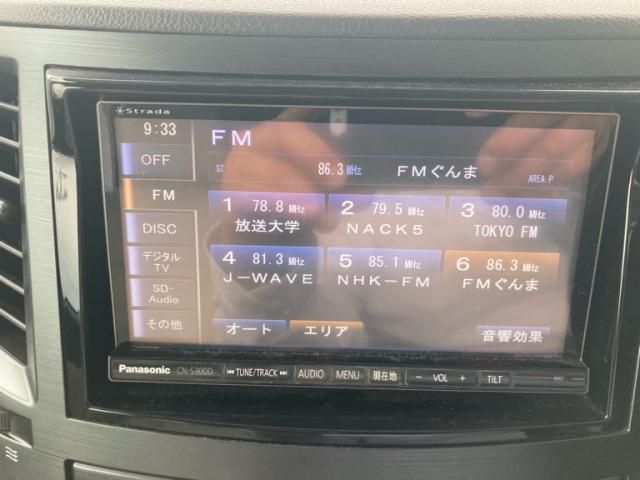 Strada
9:33
FM
OFF
ST 86.3 MHz FMぐんま AREA P
FM
1 78.8 MHz 放送大学
2 79.5 MHz NACK5
3 80.0 MHz TOKYO FM
DISC
4 81.3 MHz J-WAVE
5 85.1 MHz NHK-FM
6 86.3 MHz FMぐんま
デジタル
TV
SD-
Audio
その他
オート エリア 音響効果
Panasonic CN-S300D TUNE/TRACK AUDIO MENU 現在地 - VOL + TILT